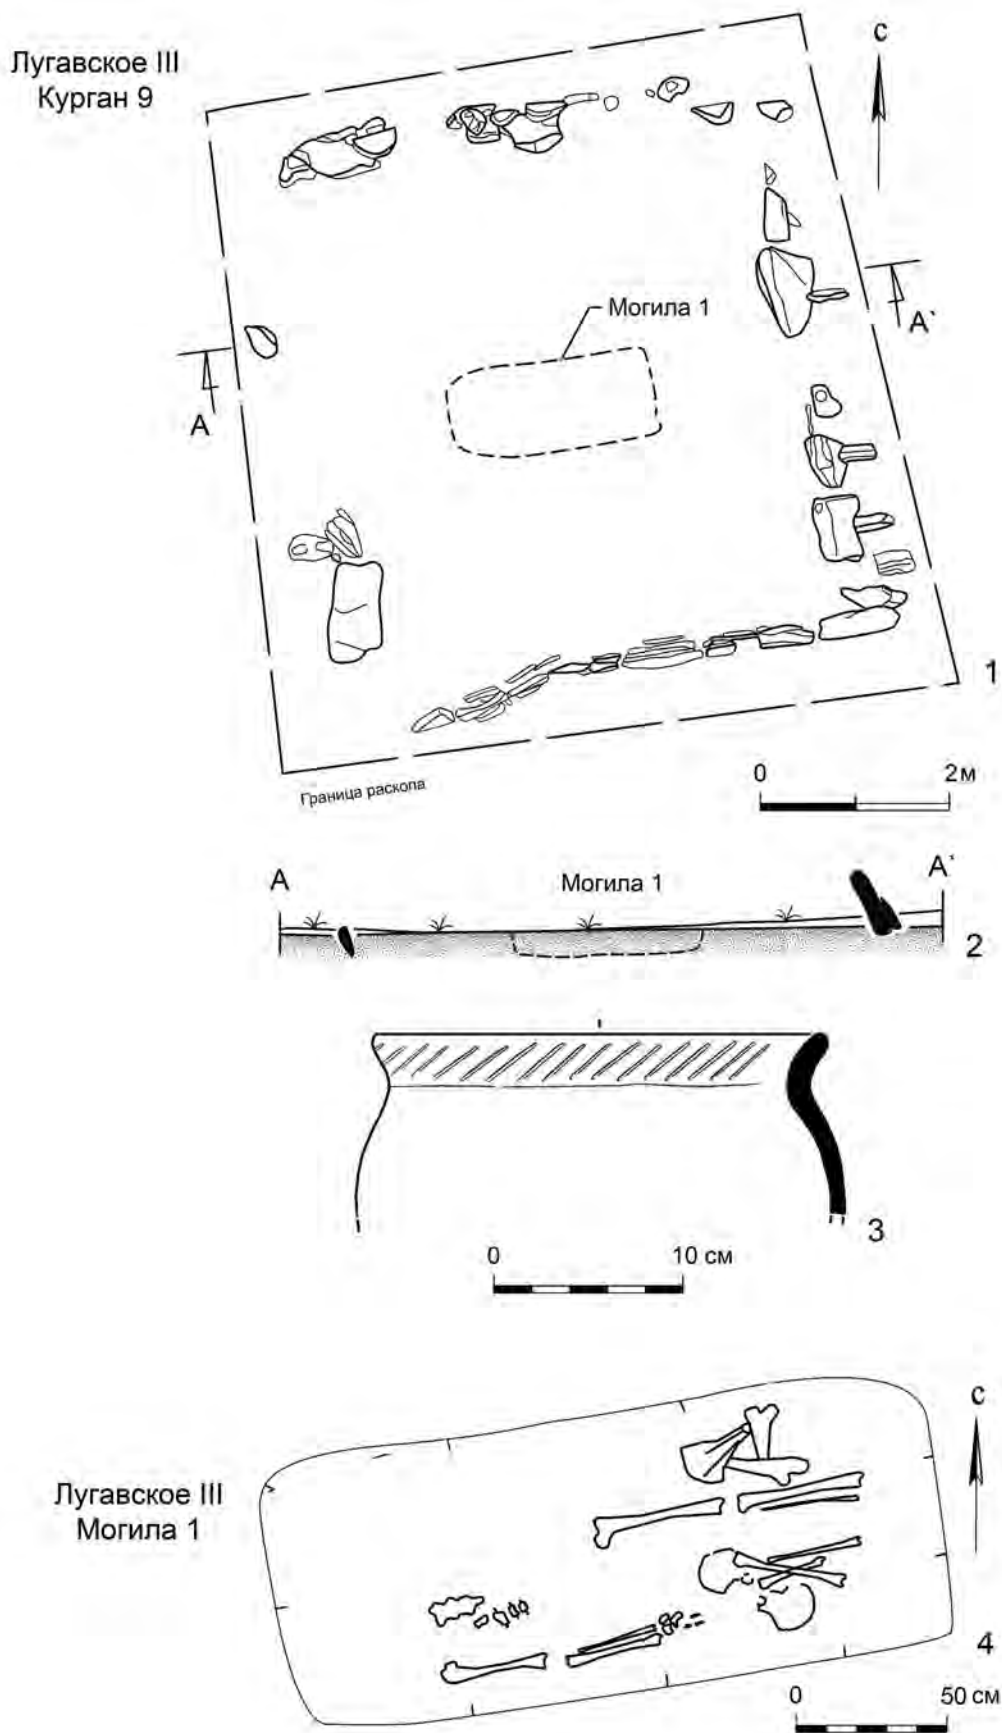 Лугавское III
Курган 9
С
Могила 1
А
А`
1
Граница раскопа
0 2м
А Могила 1 А`
2
3
0 10 см
С
Лугавское III
Могила 1
4
0 50 см